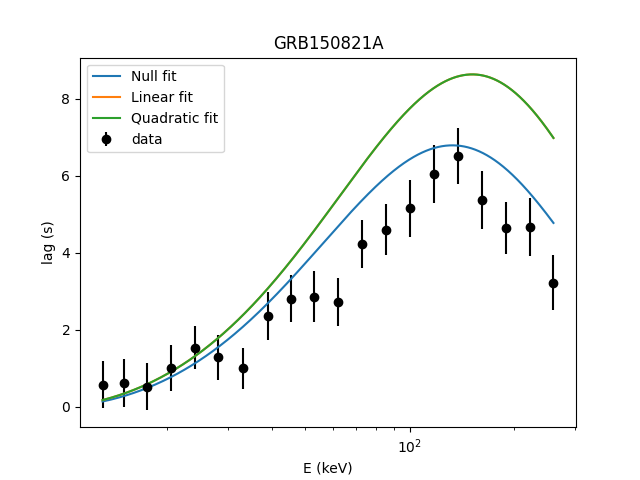 GRB150821A
Null fit
Linear fit
Quadratic fit
data
lag (s)
8
6
4
2
0
10²
E (keV)